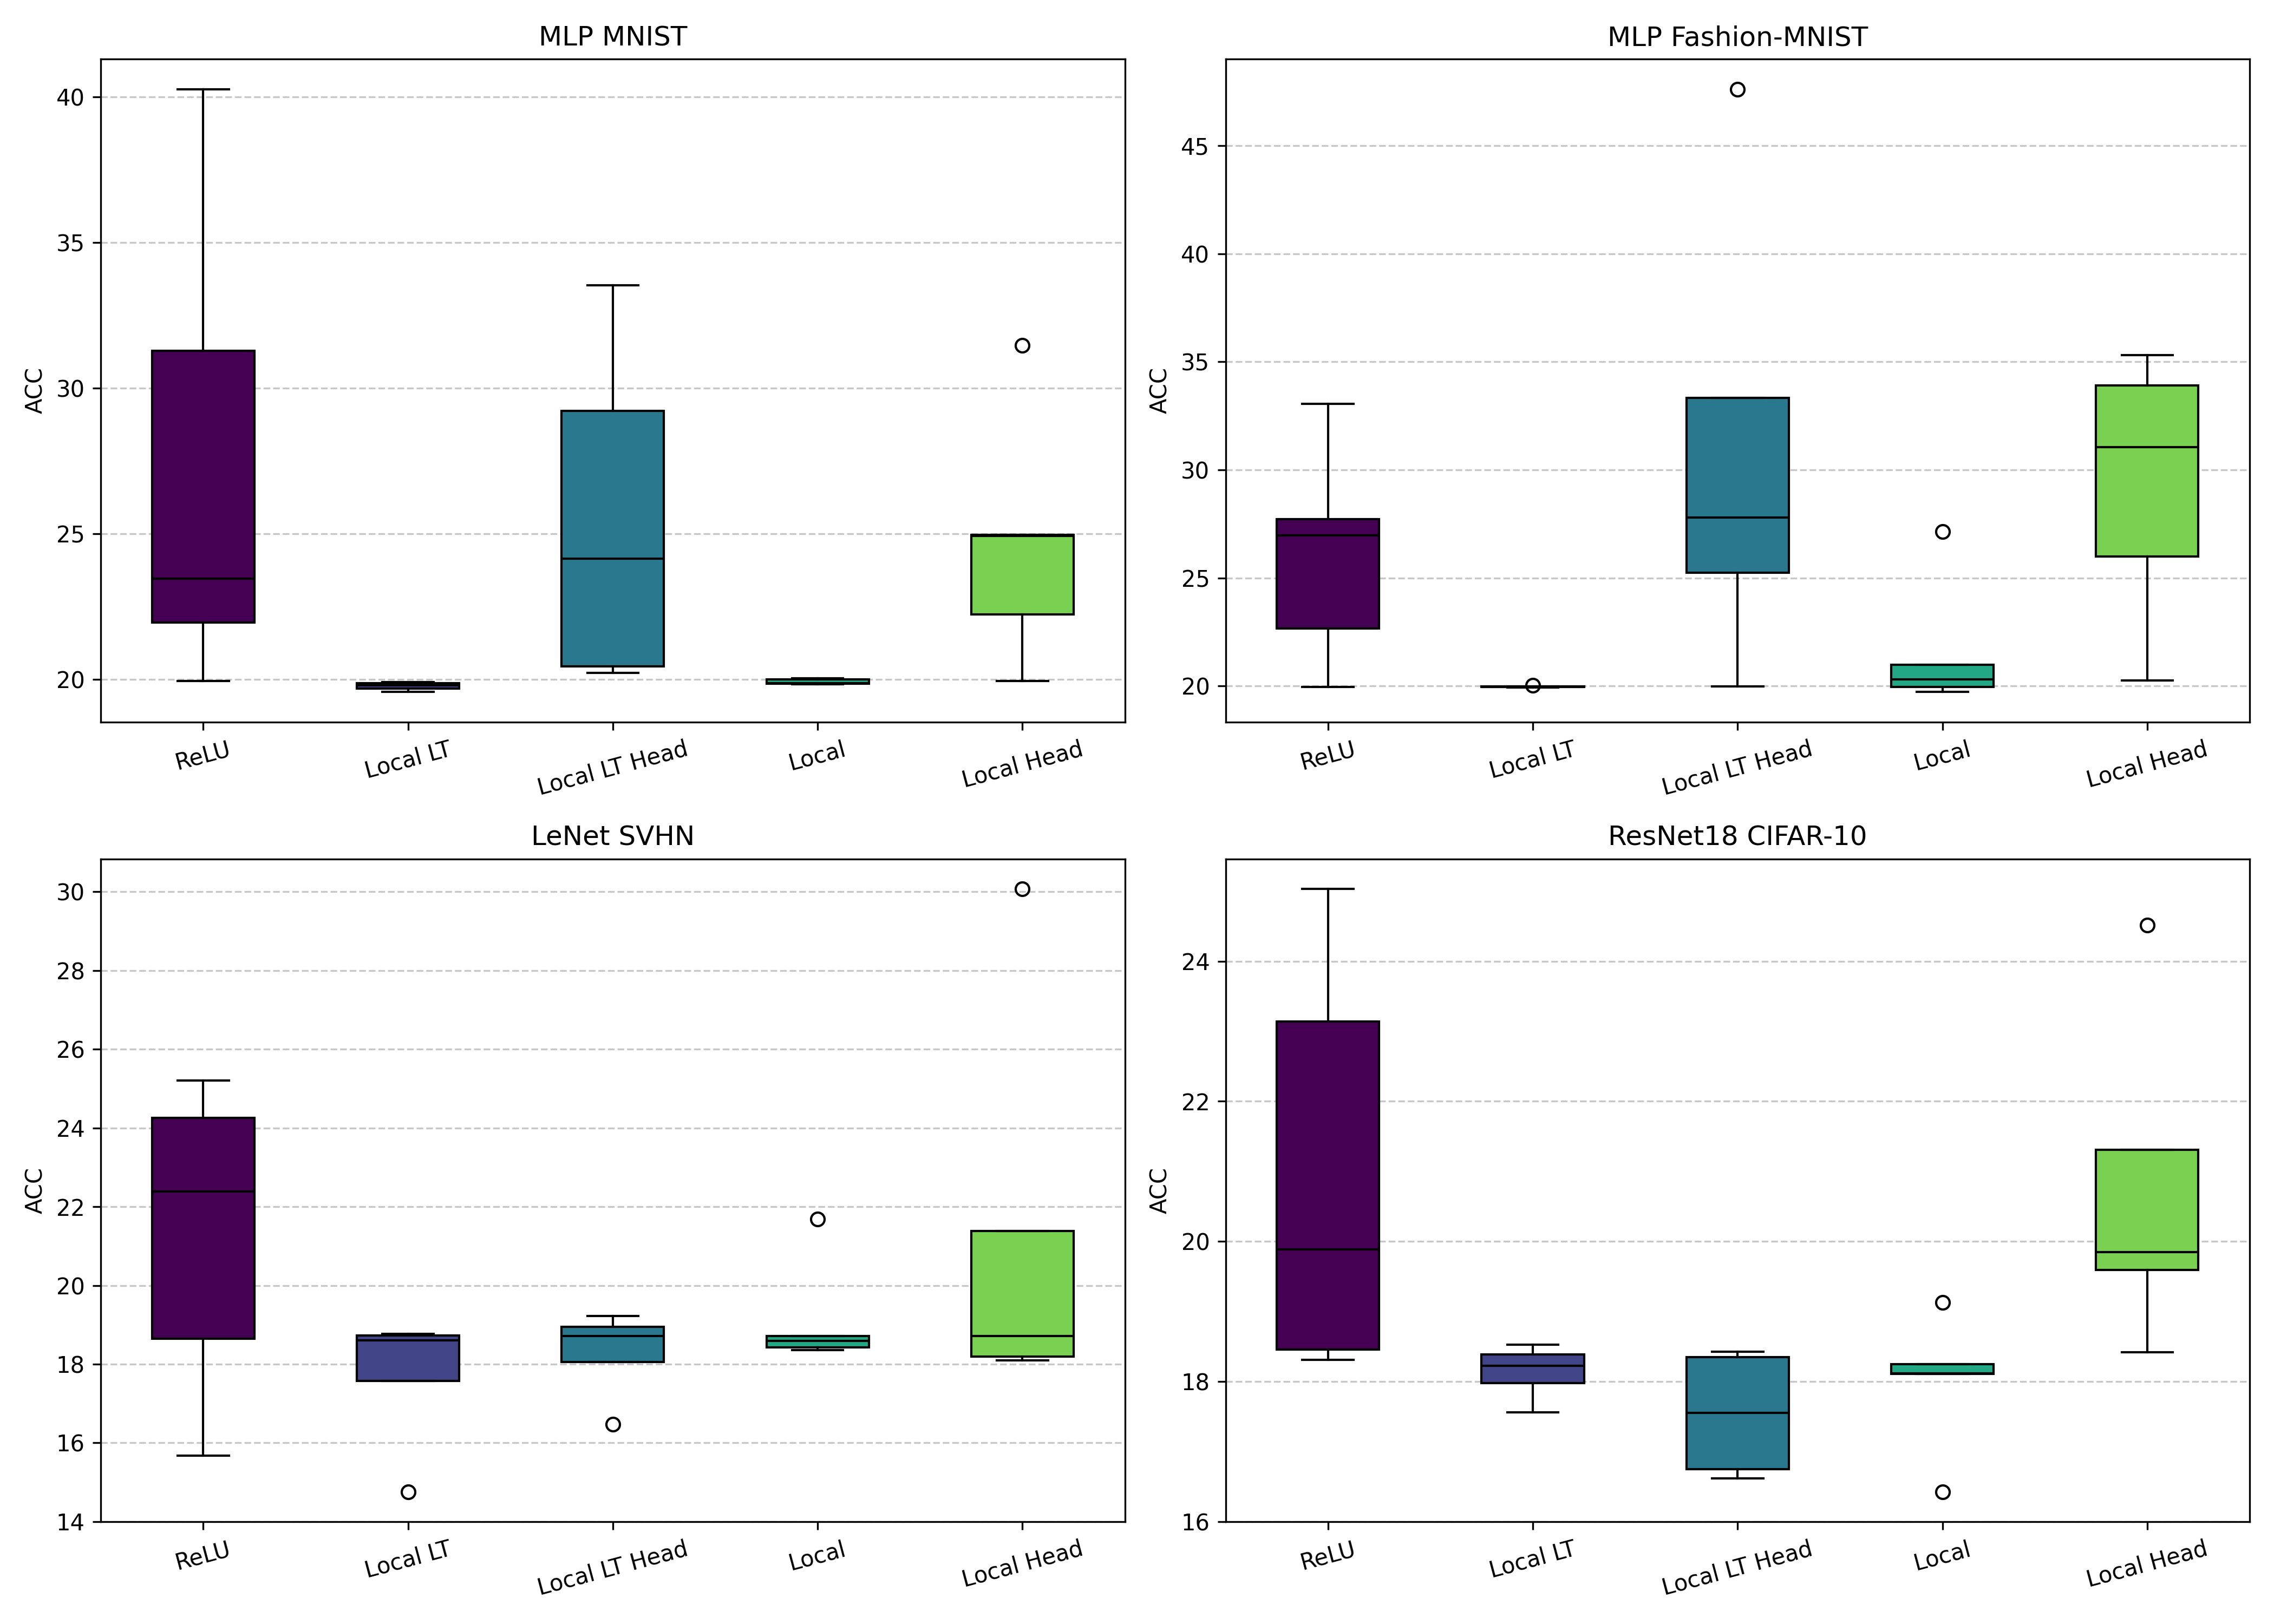 MLP MNIST
ACC
40
35
30
25
20
ReLU
Local LT
Local LT Head
Local
Local Head
MLP Fashion-MNIST
ACC
45
40
35
30
25
20
ReLU
Local LT
Local LT Head
Local
Local Head
LeNet SVHN
ACC
30
28
26
24
22
20
18
16
14
ReLU
Local LT
Local LT Head
Local
Local Head
ResNet18 CIFAR-10
ACC
24
22
20
18
16
ReLU
Local LT
Local LT Head
Local
Local Head